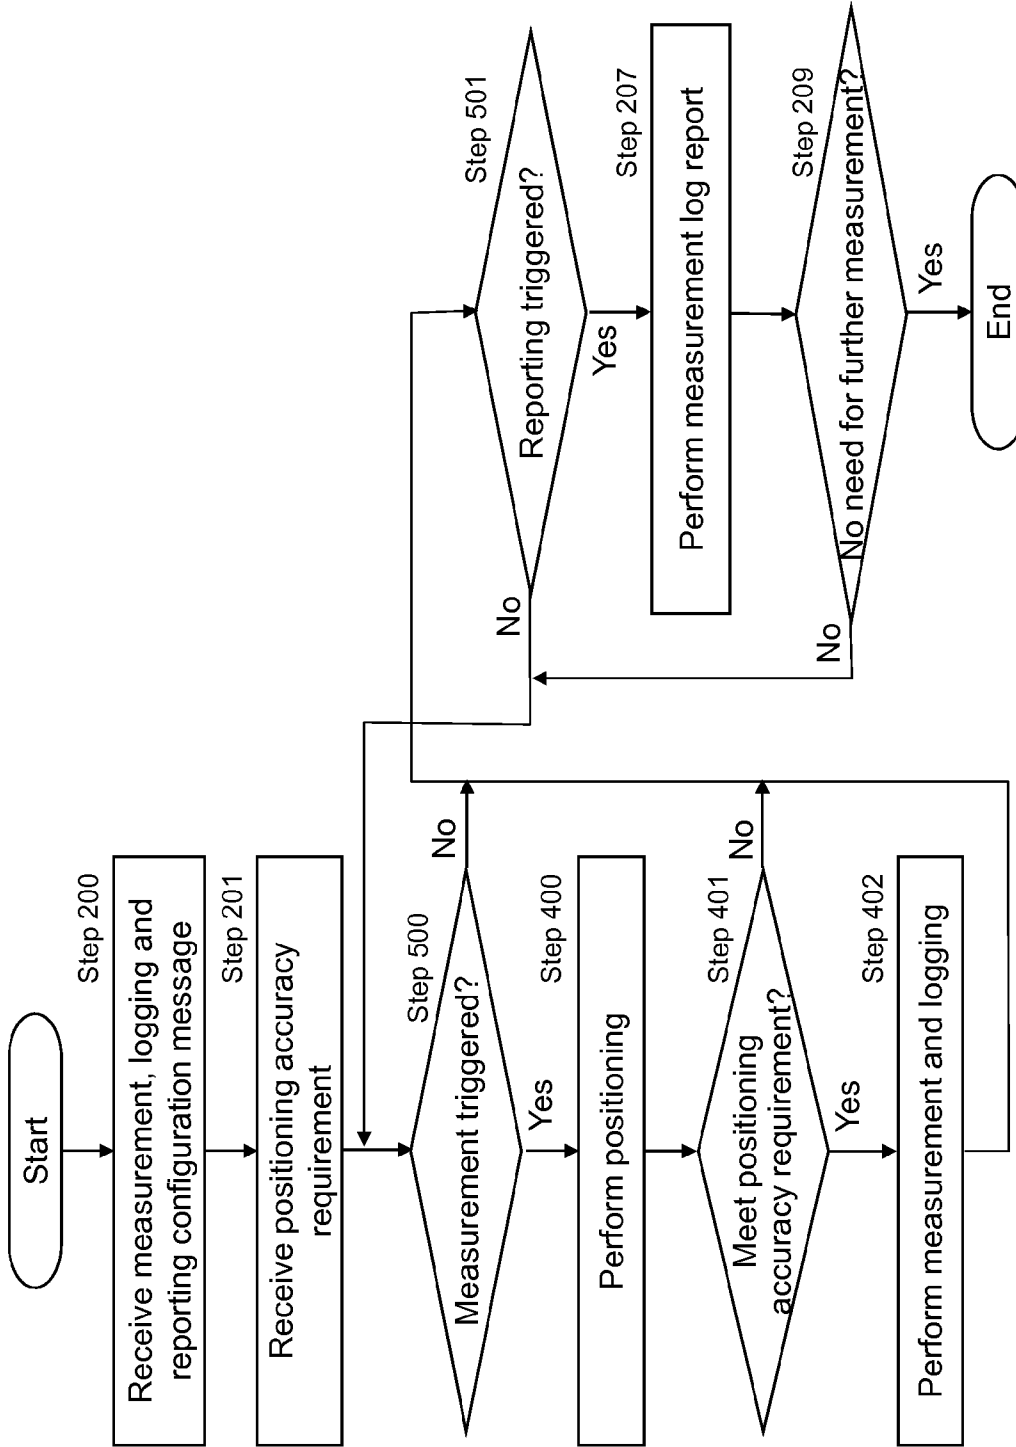 Start
Step 200
Receive measurement, logging and
reporting configuration message
Step 201
Receive positioning accuracy
requirement
Step 500
Measurement triggered?
No
Yes
Step 400
Perform positioning
Step 401
Meet positioning
accuracy requirement?
No
Yes
Step 402
Perform measurement and logging
Step 501
Reporting triggered?
No
Yes
Step 207
Perform measurement log report
Step 209
No need for further measurement?
No
Yes
End